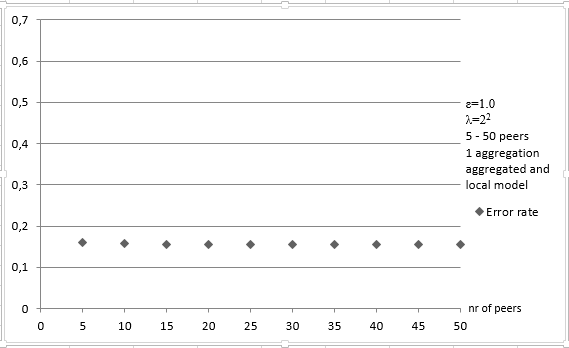 0,7
0,6
0,5
0,4
0,3
0,2
0,1
0
0 5 10 15 20 25 30 35 40 45 50
nr of peers
ε=1.0
λ=2²
5 - 50 peers
1 aggregation
aggregated and
local model
Error rate